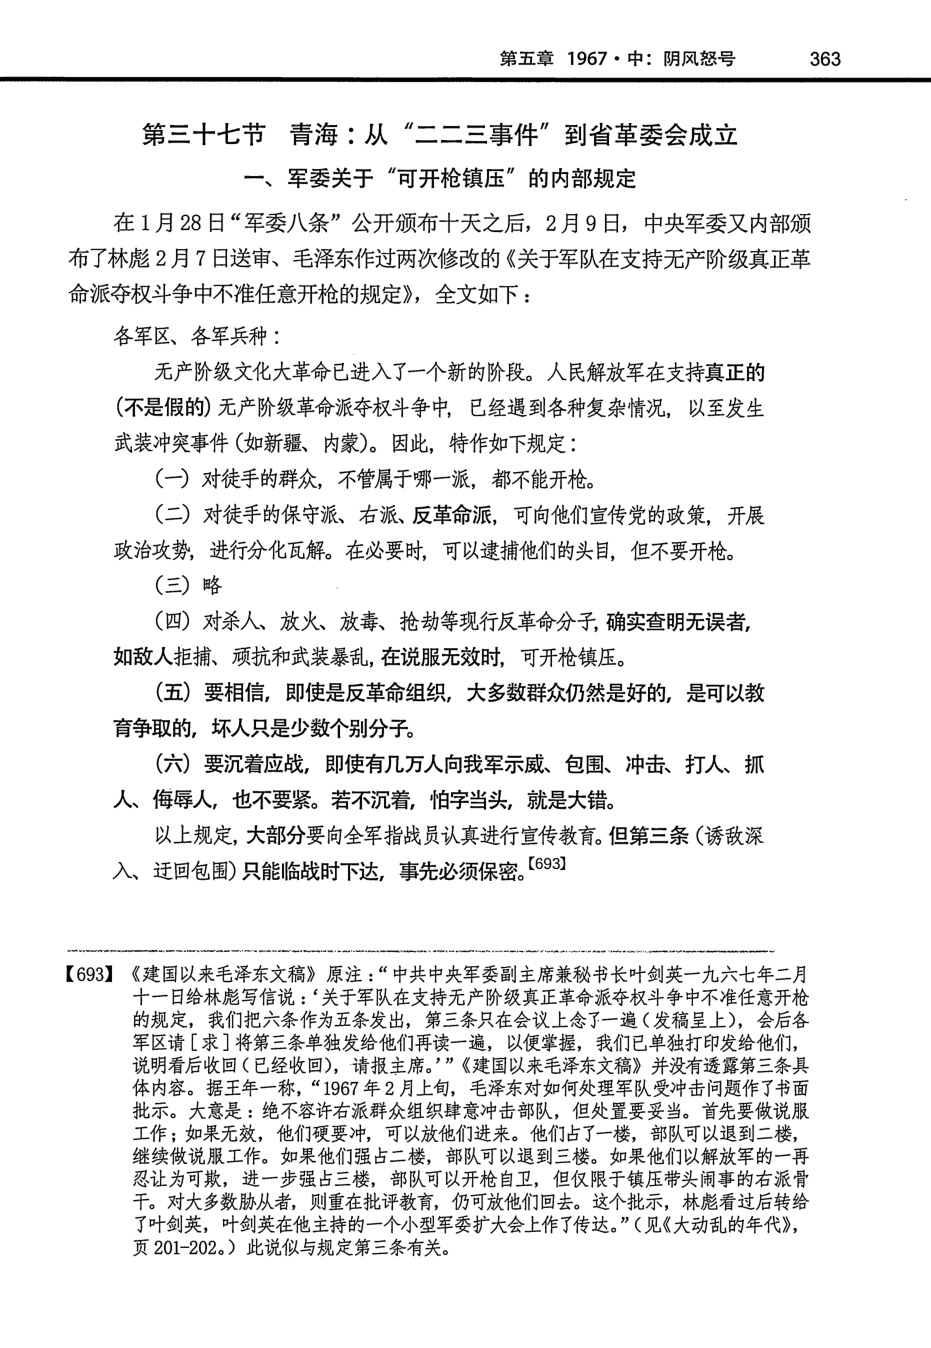 第五章 1967·中：阴风怒号 363
第三十七节 青海：从“二二三事件”到省革委会成立
一、军委关于“可开枪镇压”的内部规定
在1月28日“军委八条”公开颁布十天之后，2月9日，中央军委又内部颁
布了林彪2月7日送审、毛泽东作过两次修改的《关于军队在支持无产阶级真正革
命派夺权斗争中不准任意开枪的规定》，全文如下：
各军区、各军兵种：
无产阶级文化大革命已进入了一个新的阶段。人民解放军在支持真正的
(不是假的)无产阶级革命派夺权斗争中，已经遇到各种复杂情况，以至发生
武装冲突事件(如新疆、内蒙)。因此，特作如下规定：
(一) 对徒手的群众，不管属于哪一派，都不能开枪。
(二) 对徒手的保守派、右派、反革命派，可向他们宣传党的政策，开展
政治攻势，进行分化瓦解。在必要时，可以逮捕他们的头目，但不要开枪。
(三) 略
(四) 对杀人、放火、放毒、抢劫等现行反革命分子，确实查明无误者，
如敌人拒捕、顽抗和武装暴乱，在说服无效时，可开枪镇压。
(五) 要相信，即使是反革命组织，大多数群众仍然是好的，是可以教
育争取的，坏人只是少数个别分子。
(六) 要沉着应战，即使有几万人向我军示威、包围、冲击、打人、抓
人、侮辱人，也不要紧。若不沉着，怕字当头，就是大错。
以上规定，大部分要向全军指战员认真进行宣传教育。但第三条(诱敌深
入、迂回包围)只能临战时下达，事先必须保密。【693】
【693】《建国以来毛泽东文稿》原注：“中共中央军委副主席兼秘书长叶剑英一九六七年二月
十一日给林彪写信说：‘关于军队在支持无产阶级真正革命派夺权斗争中不准任意开枪
的规定，我们把六条作为五条发出，第三条只在会议上念了一遍(发稿呈上)，会后各
军区请[求]将第三条单独发给他们再读一遍，以便掌握，我们已单独打印发给他们，
说明看后收回(已经收回)，请报主席。’”《建国以来毛泽东文稿》并没有透露第三条具
体内容。据王年一称，“1967年2月上旬，毛泽东对如何处理军队受冲击问题作了书面
批示。大意是：绝不容许右派群众组织肆意冲击部队，但处置要妥当。首先要做说服
工作；如果无效，他们硬要冲，可以放他们进来。他们占了一楼，部队可以退到二楼，
继续做说服工作。如果他们强占二楼，部队可以退到三楼。如果他们以解放军的一再
忍让为可欺，进一步强占三楼，部队可以开枪自卫，但仅限于镇压带头闹事的右派骨
干。对大多数胁从者，则重在批评教育，仍可放他们回去。这个批示，林彪看过后转给
了叶剑英，叶剑英在他主持的一个小型军委扩大会上作了传达。”(见《大动乱的年代》，
页201-202。) 此说似与规定第三条有关。